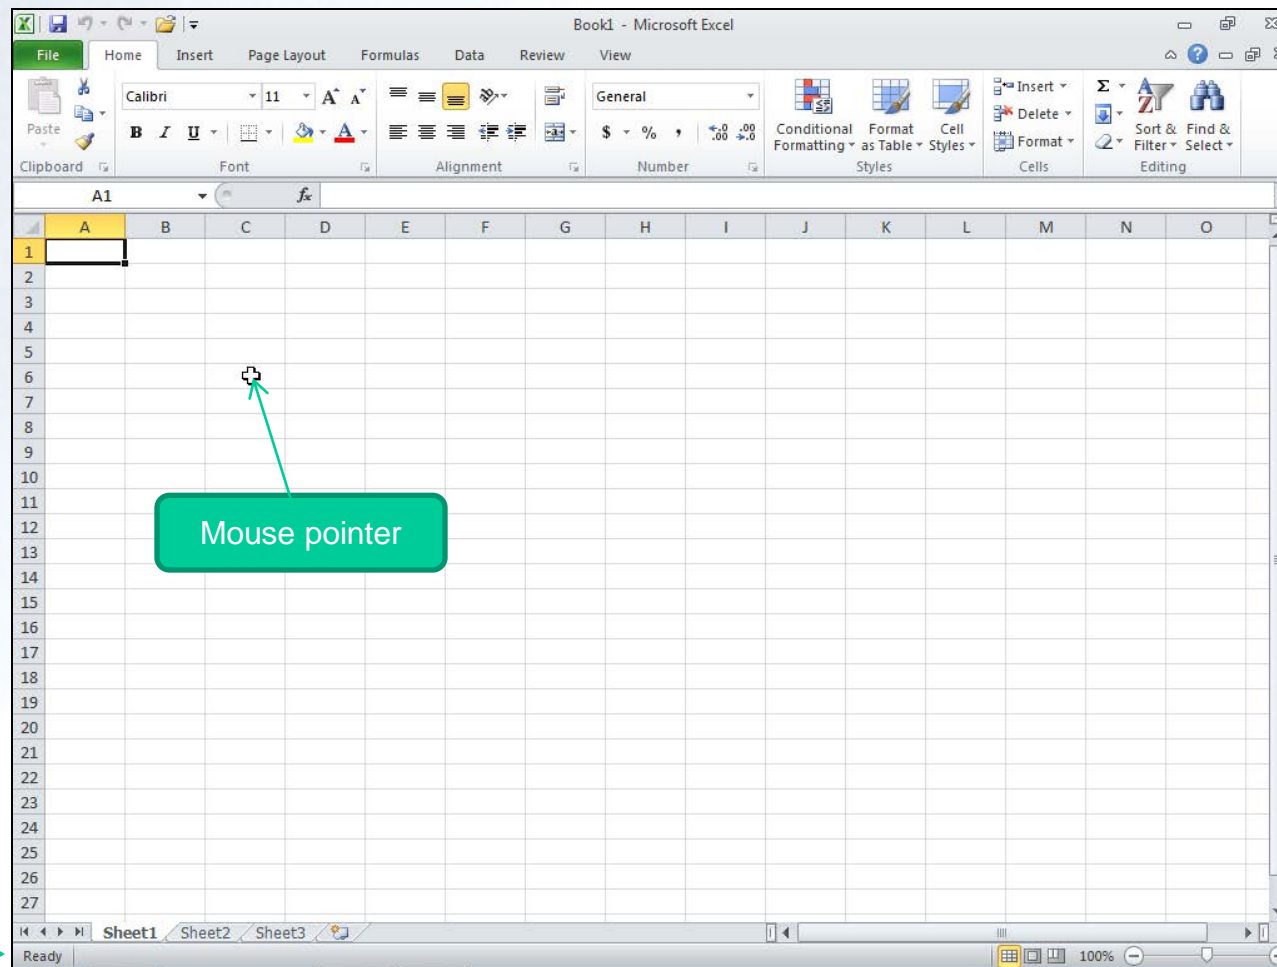 Book1 - Microsoft Excel
File Home Insert Page Layout Formulas Data Review View
Paste
Clipboard
Calibri 11 A A
B I U A
Font
Alignment
General
$ % , .00 .00
Number
Conditional Formatting
Format as Table
Cell Styles
Styles
Insert
Delete
Format
Cells
Σ
Sort & Filter
Find & Select
Editing
A1 fx
A B C D E F G H I J K L M N O
1
2
3
4
5
6
7
8
9
10
11
12
Mouse pointer
13
14
15
16
17
18
19
20
21
22
23
24
25
26
27
Sheet1 Sheet2 Sheet3
Ready 100%